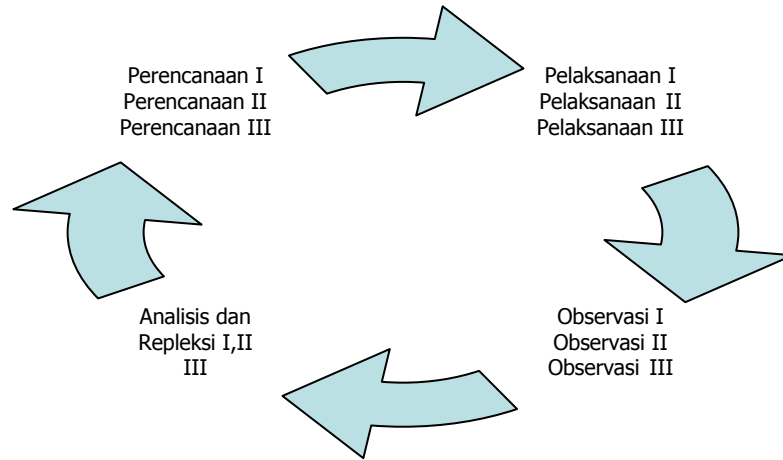 Perencanaan I
Perencanaan II
Perencanaan III
Pelaksanaan I
Pelaksanaan II
Pelaksanaan III
Analisis dan
Repleksi I,II
III
Observasi I
Observasi II
Observasi III